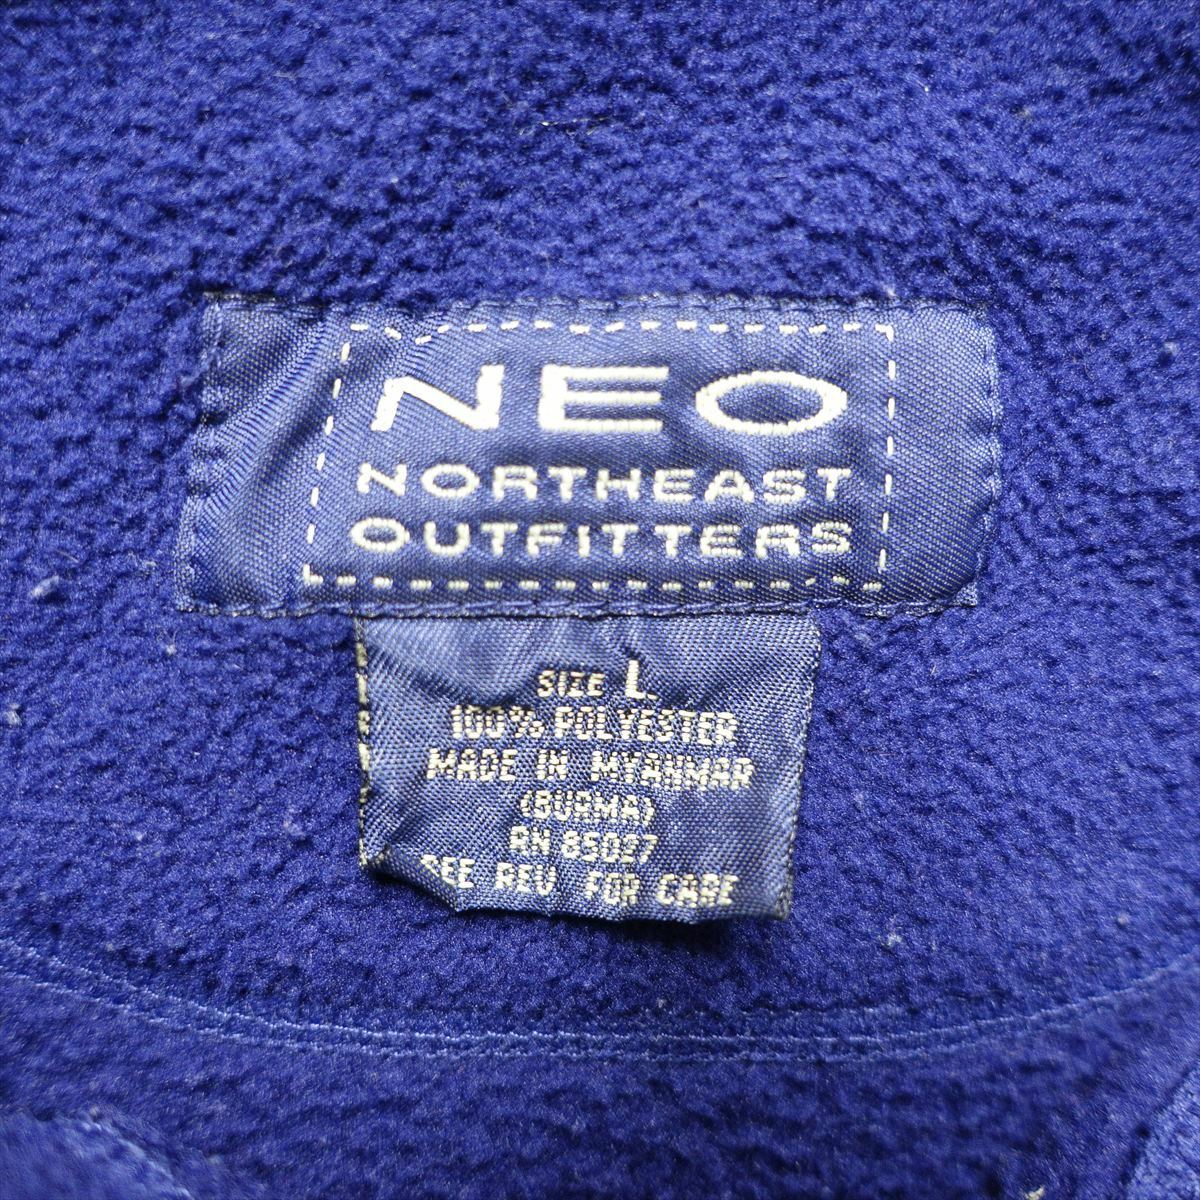 NEO
NORTHEAST
OUTFITTERS
SIZE L.
100% POLYESTER
MADE IN MYANMAR
(BURMA)
RN 85027
SEE REV FOR CARE